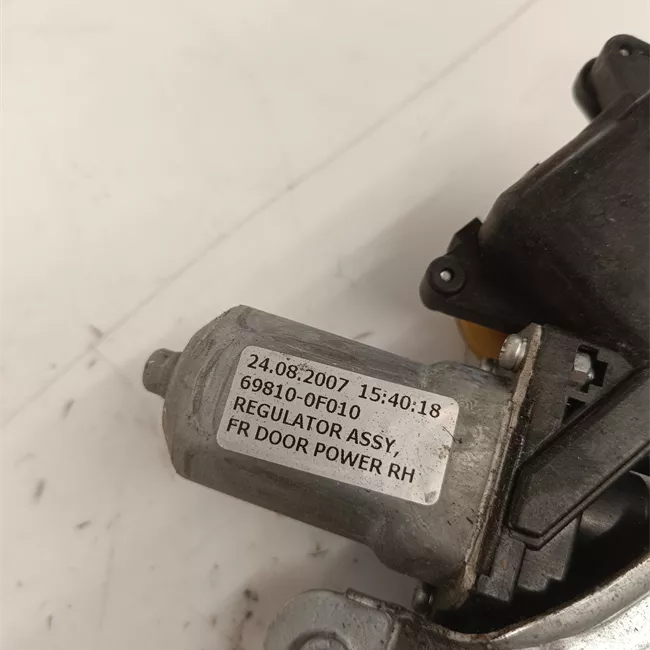 24.08.2007 15:40:18
69810-0F010
REGULATOR ASSY,
FR DOOR POWER RH